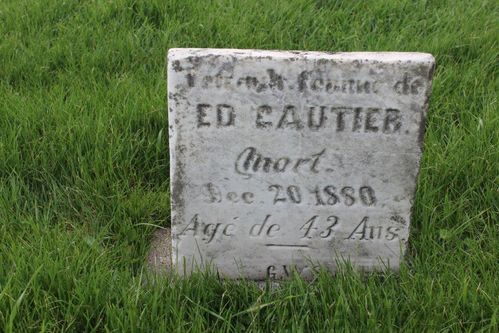 femme de
ED GAUTIER.
Mort.
Dec 20 1880
Agé de 43 Ans.